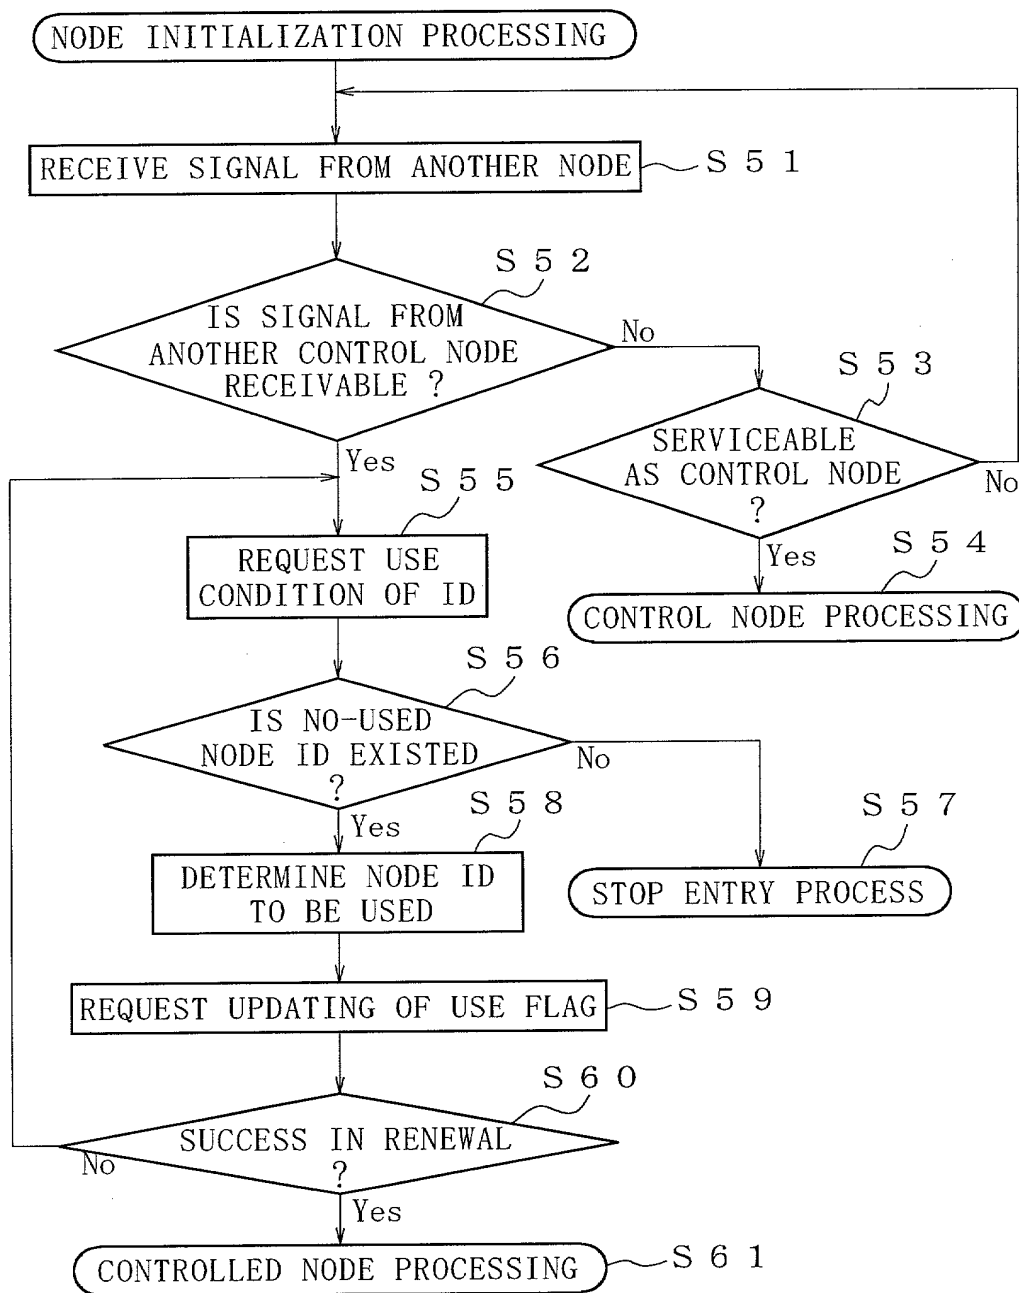 NODE INITIALIZATION PROCESSING
RECEIVE SIGNAL FROM ANOTHER NODE
S51
S52
IS SIGNAL FROM
ANOTHER CONTROL NODE
RECEIVABLE ?
No
Yes
S53
SERVICEABLE
AS CONTROL NODE
?
No
Yes
S54
CONTROL NODE PROCESSING
S55
REQUEST USE
CONDITION OF ID
S56
IS NO-USED
NODE ID EXISTED
?
No
Yes
S57
STOP ENTRY PROCESS
S58
DETERMINE NODE ID
TO BE USED
REQUEST UPDATING OF USE FLAG
S59
S60
SUCCESS IN RENEWAL
?
No
Yes
CONTROLLED NODE PROCESSING
S61